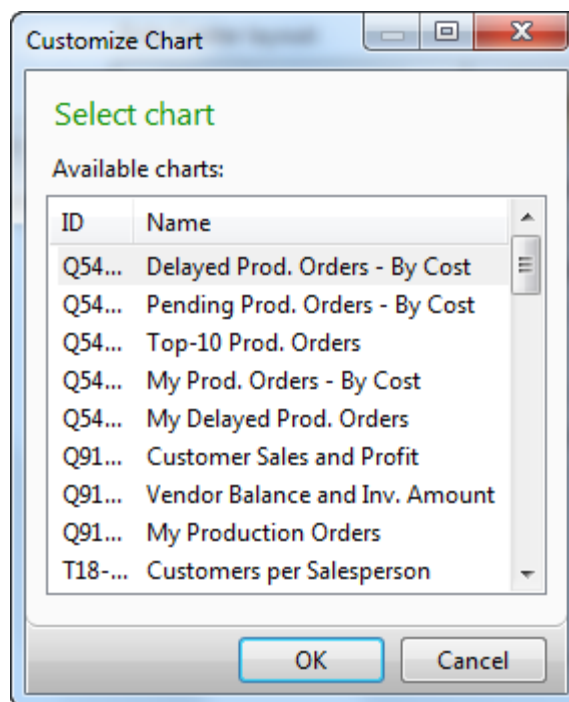 Customize Chart
Select chart
Available charts:
ID Name
Q54... Delayed Prod. Orders - By Cost
Q54... Pending Prod. Orders - By Cost
Q54... Top-10 Prod. Orders
Q54... My Prod. Orders - By Cost
Q54... My Delayed Prod. Orders
Q91... Customer Sales and Profit
Q91... Vendor Balance and Inv. Amount
Q91... My Production Orders
T18-... Customers per Salesperson
OK Cancel